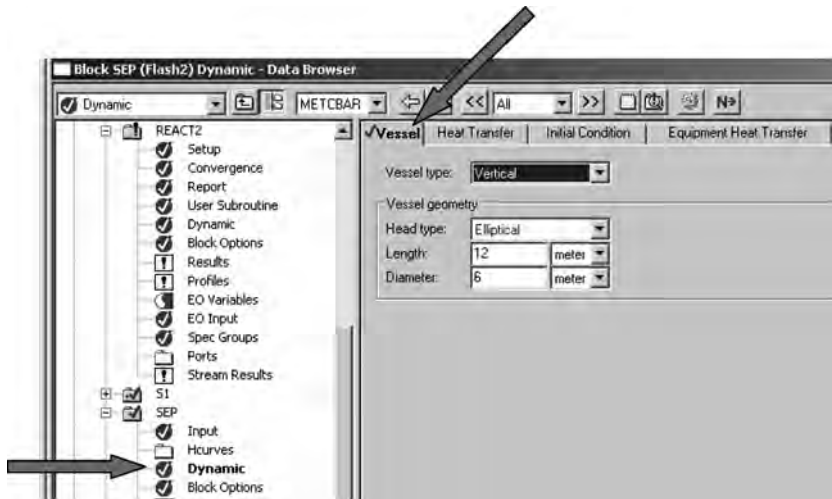 Block SEP (Flash2) Dynamic - Data Browser
Dynamic METCBAR << All >> N>
REACT2
Setup
Convergence
Report
User Subroutine
Dynamic
Block Options
Results
Profiles
EO Variables
EO Input
Spec Groups
Ports
Stream Results
S1
SEP
Input
Hcurves
Dynamic
Block Options
Vessel Heat Transfer Initial Condition Equipment Heat Transfer
Vessel type: Vertical
Vessel geometry
Head type: Elliptical
Length: 12 meter
Diameter: 6 meter